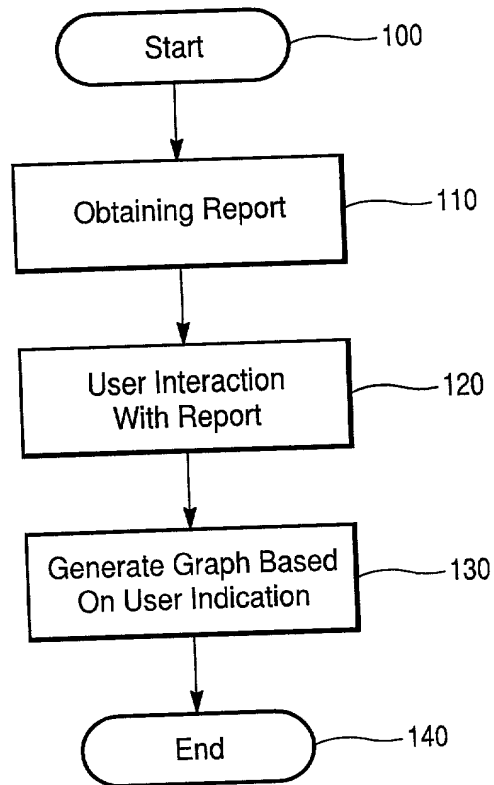 Start
100
Obtaining Report
110
User Interaction
With Report
120
Generate Graph Based
On User Indication
130
End
140